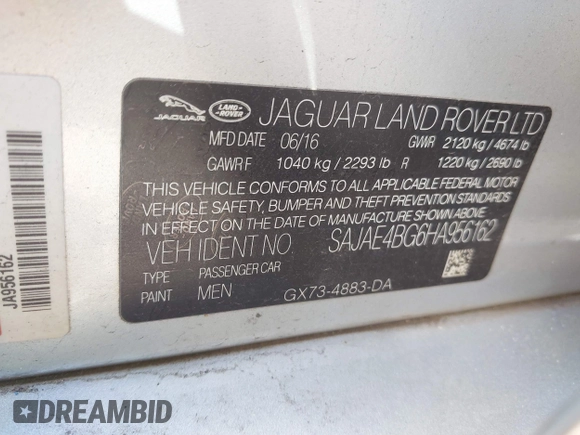 JAGUAR
LAND-ROVER
JAGUAR LAND ROVER LTD
MFD DATE 06/16 GWR 2120 kg / 4674 lb
GAWR F 1040 kg / 2293 lb R 1220 kg / 2690 lb
THIS VEHICLE CONFORMS TO ALL APPLICABLE FEDERAL MOTOR
VEHICLE SAFETY, BUMPER AND THEFT PREVENTION STANDARDS
IN EFFECT ON THE DATE OF MANUFACTURE SHOWN ABOVE.
VEH IDENT NO. SAJAE4BG6HA956162
TYPE PASSENGER CAR
PAINT MEN
GX73-4883-DA
JA956162
DREAMBID